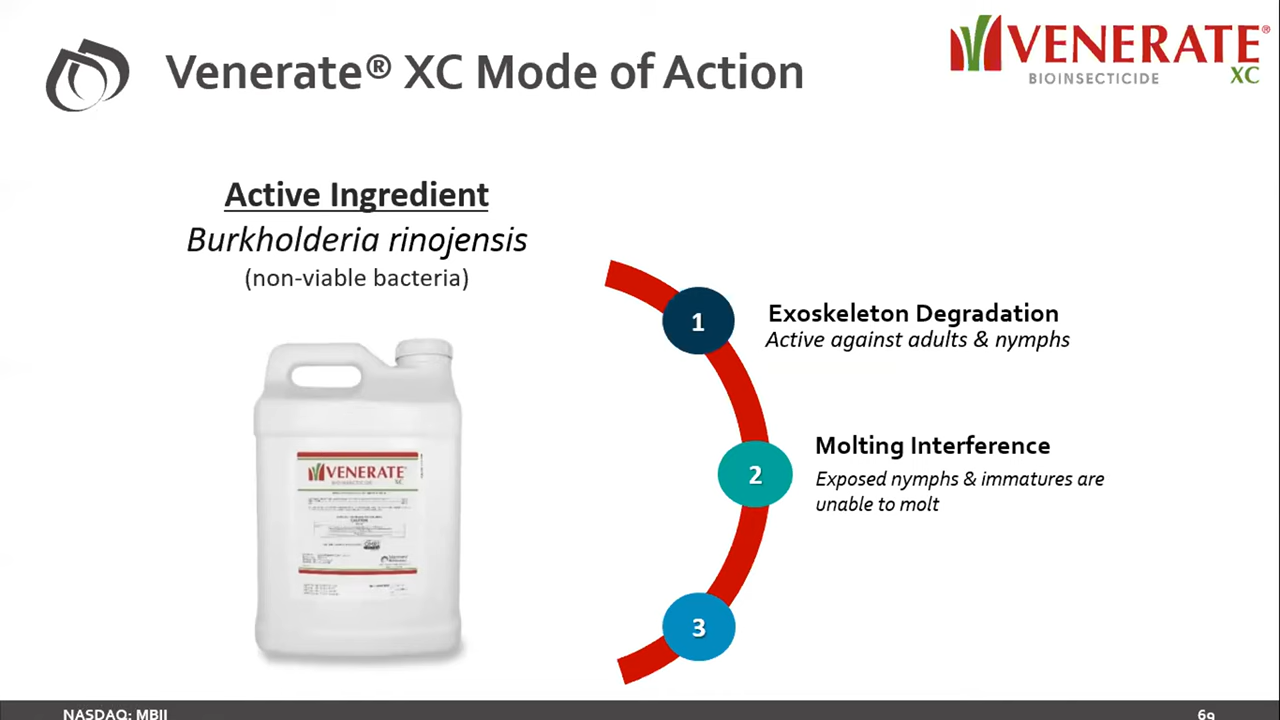 Venerate® XC Mode of Action
VENERATE®
BIOINSECTICIDE
XC
Active Ingredient
Burkholderia rinojensis
(non-viable bacteria)
1
Exoskeleton Degradation
Active against adults & nymphs
2
Molting Interference
Exposed nymphs & immatures are
unable to molt
3
VENERATE
BIOINSECTICIDE
XC
CAUTION
NASDAQ: MBII
69